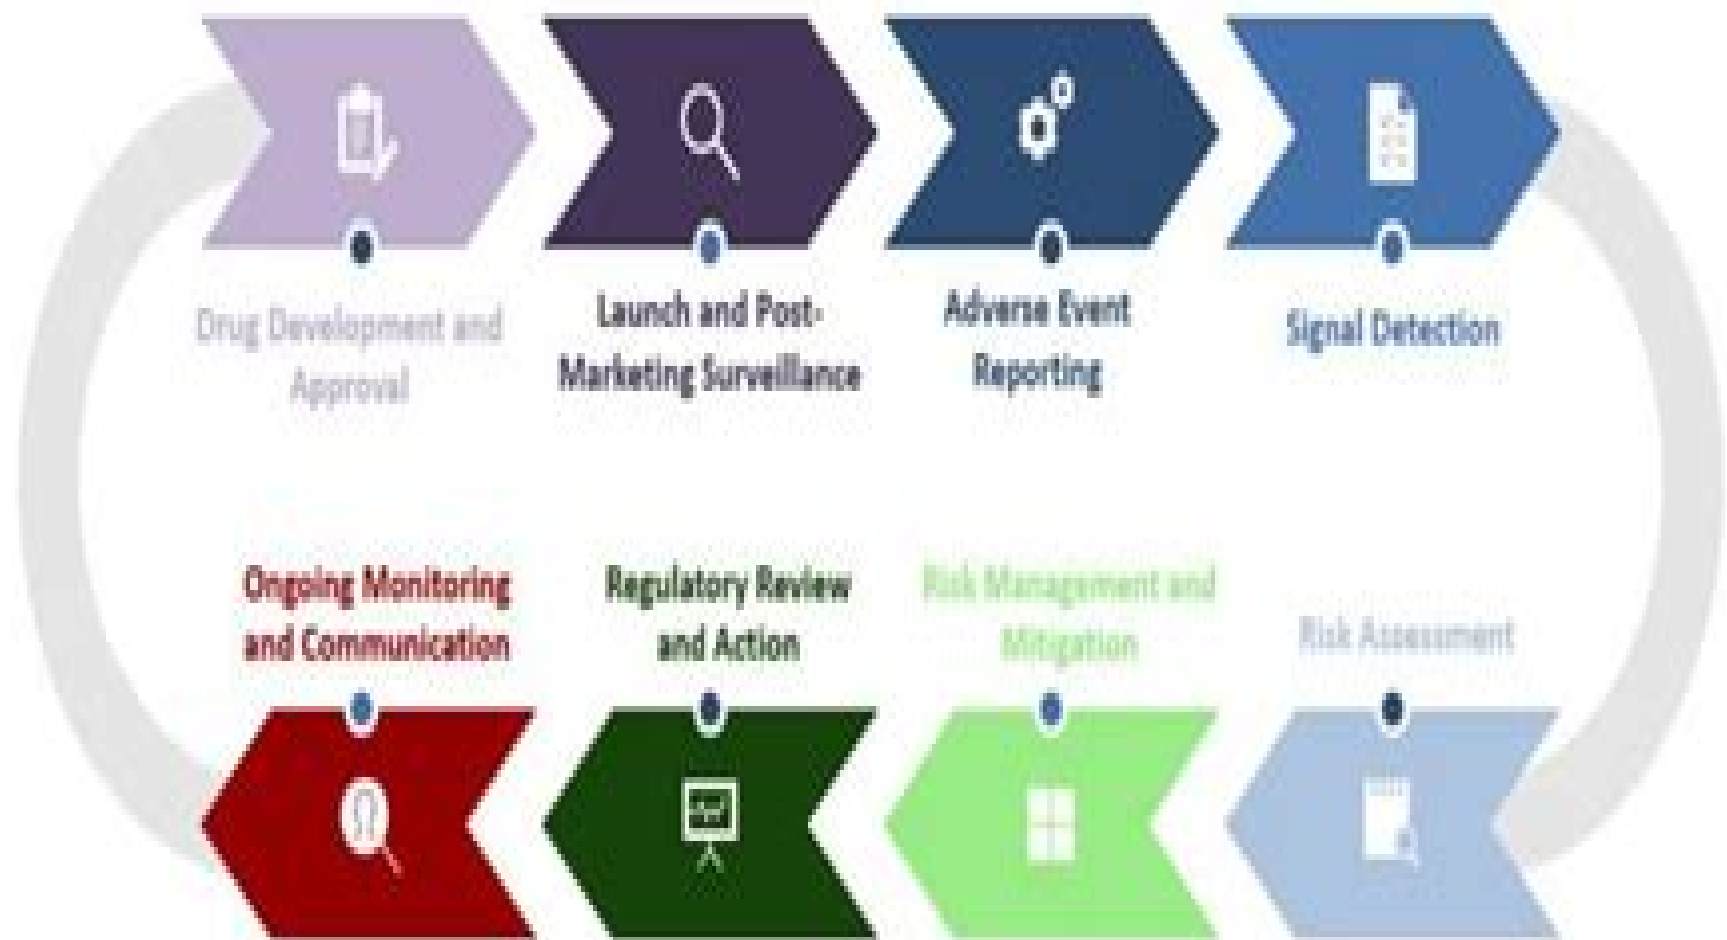 Drug Development and
Approval
Launch and Post-
Marketing Surveillance
Adverse Event
Reporting
Signal Detection
Ongoing Monitoring
and Communication
Regulatory Review
and Action
Risk Management and
Mitigation
Risk Assessment